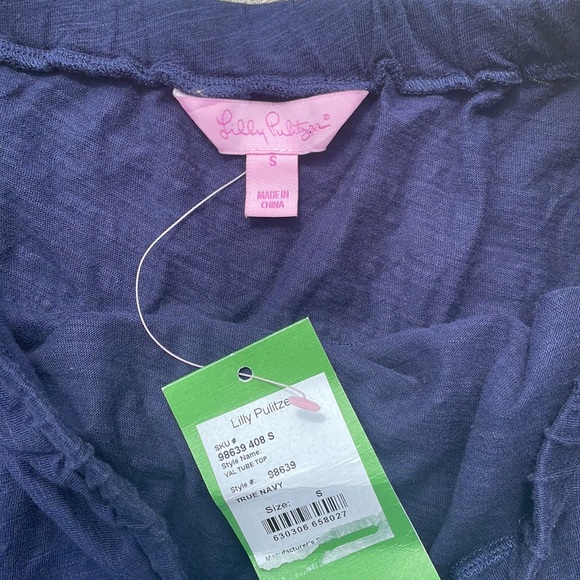 Lilly Pulitzer®
S
MADE IN
CHINA
Lilly Pulitze
SKU #
98639 408 S
Style Name:
VAL TUBE TOP
Style #: 98639
TRUE NAVY
Size: S
630306 658027
Manufacturer's S